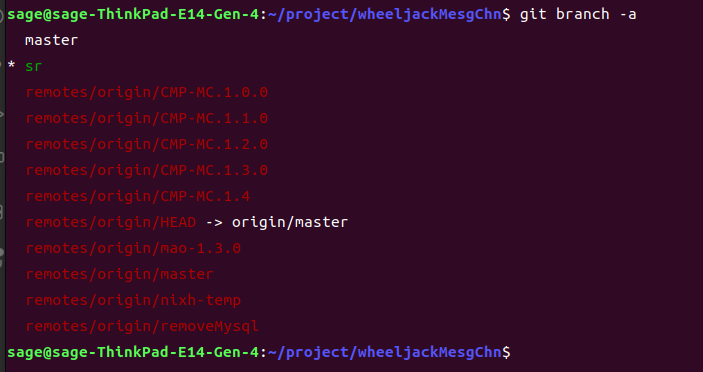 sage@sage-ThinkPad-E14-Gen-4:~/project/wheeljackMesgChn$ git branch -a
  master
* sr
  remotes/origin/CMP-MC.1.0.0
  remotes/origin/CMP-MC.1.1.0
  remotes/origin/CMP-MC.1.2.0
  remotes/origin/CMP-MC.1.3.0
  remotes/origin/CMP-MC.1.4
  remotes/origin/HEAD -> origin/master
  remotes/origin/mao-1.3.0
  remotes/origin/master
  remotes/origin/nixh-temp
  remotes/origin/removeMysql
sage@sage-ThinkPad-E14-Gen-4:~/project/wheeljackMesgChn$